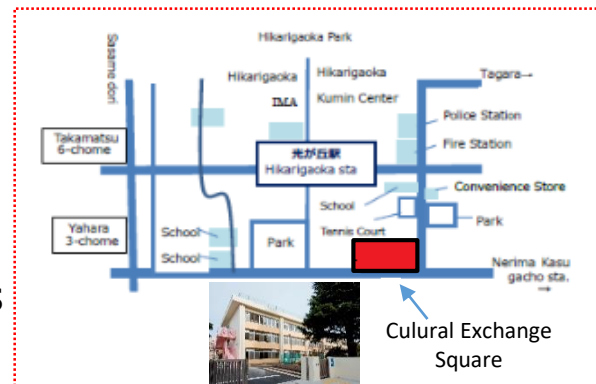 Hikarigaoka Park
Sasame dori
Hikarigaoka
IMA
Hikarigaoka
Kumin Center
Tagara→
Police Station
Fire Station
Takamatsu
6-chome
光が丘駅
Hikarigaoka sta
Convenience Store
School
Park
Tennis Court
Yahara
3-chome
School
School
Park
Nerima Kasu
gacho sta.
→
Culural Exchange
Square